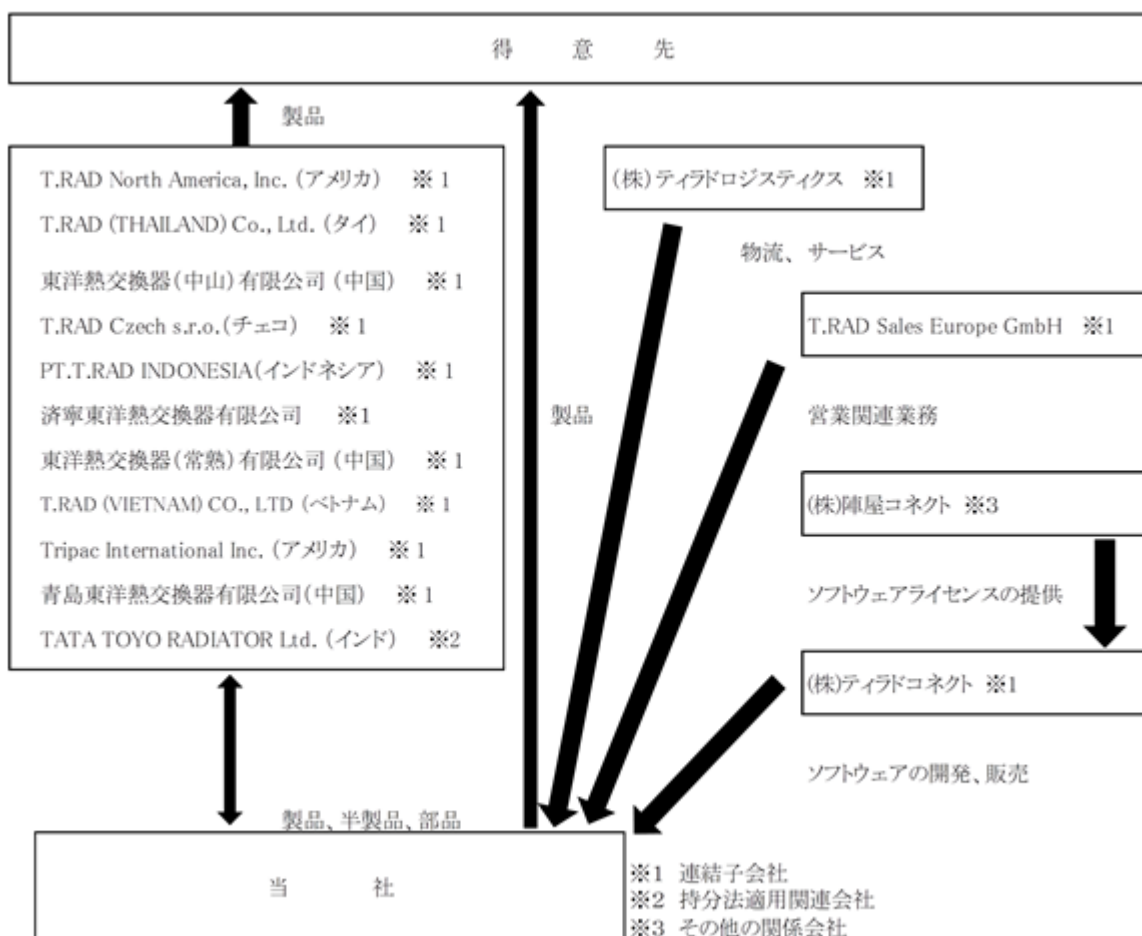 得 意 先
製品
T.RAD North America, Inc. (アメリカ) ※1
T.RAD (THAILAND) Co., Ltd. (タイ) ※1
東洋熱交換器(中山)有限公司 (中国) ※1
T.RAD Czech s.r.o.(チェコ) ※1
PT.T.RAD INDONESIA(インドネシア) ※1
済寧東洋熱交換器有限公司 ※1
東洋熱交換器(常熟)有限公司 (中国) ※1
T.RAD (VIETNAM) CO., LTD (ベトナム) ※1
Tripac International Inc. (アメリカ) ※1
青島東洋熱交換器有限公司(中国) ※1
TATA TOYO RADIATOR Ltd. (インド) ※2
製品
(株)ティラドロジスティクス ※1
物流、サービス
T.RAD Sales Europe GmbH ※1
営業関連業務
(株)陣屋コネクト ※3
ソフトウェアライセンスの提供
(株)ティラドコネクト ※1
ソフトウェアの開発、販売
製品、半製品、部品
当 社
※1 連結子会社
※2 持分法適用関連会社
※3 その他の関係会社